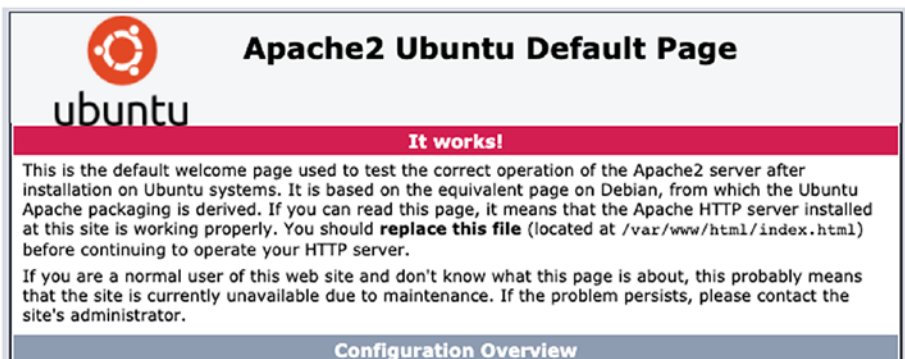 Apache2 Ubuntu Default Page
ubuntu
It works!
This is the default welcome page used to test the correct operation of the Apache2 server after
installation on Ubuntu systems. It is based on the equivalent page on Debian, from which the Ubuntu
Apache packaging is derived. If you can read this page, it means that the Apache HTTP server installed
at this site is working properly. You should replace this file (located at /var/www/html/index.html)
before continuing to operate your HTTP server.
If you are a normal user of this web site and don't know what this page is about, this probably means
that the site is currently unavailable due to maintenance. If the problem persists, please contact the
site's administrator.
Configuration Overview